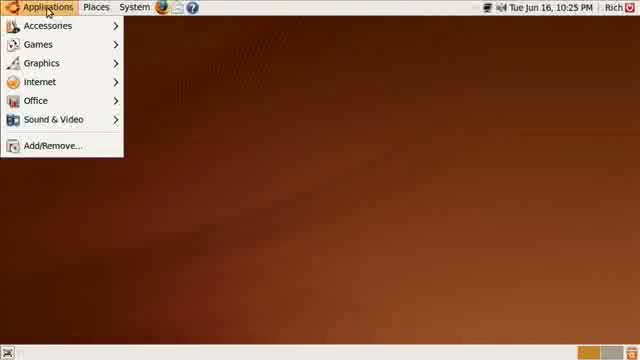 Applications Places System Tue Jun 16, 10:25 PM Rich
Accessories
Games
Graphics
Internet
Office
Sound & Video
Add/Remove...